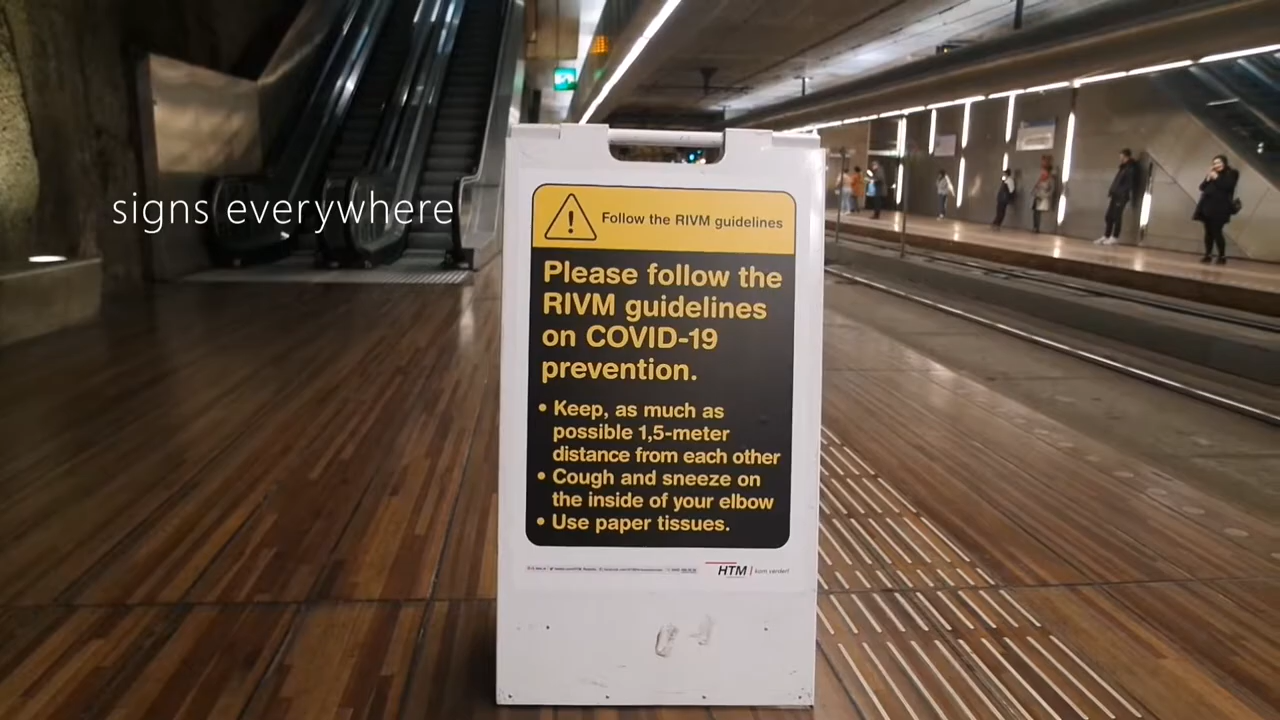 signs everywhere
Follow the RIVM guidelines
Please follow the
RIVM guidelines
on COVID-19
prevention.
• Keep, as much as
possible 1,5-meter
distance from each other
• Cough and sneeze on
the inside of your elbow
• Use paper tissues.
HTM